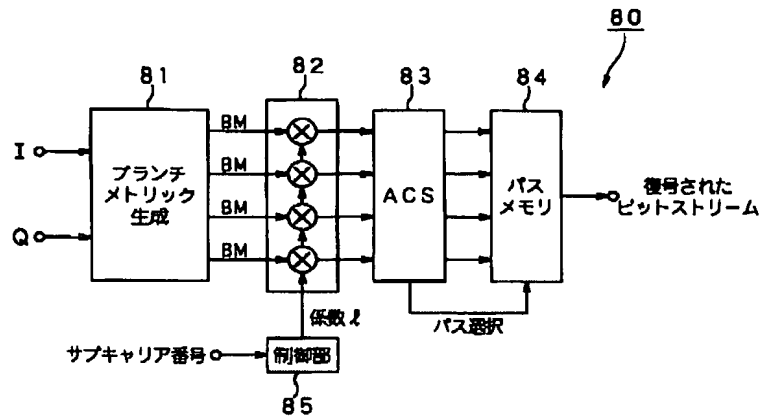 80
81
82
83
84
I
Q
ブランチ
メトリック
生成
BM
BM
BM
BM
ACS
パス
メモリ
復号された
ビットストリーム
係数ℓ
パス選択
サブキャリア番号
制御部
85